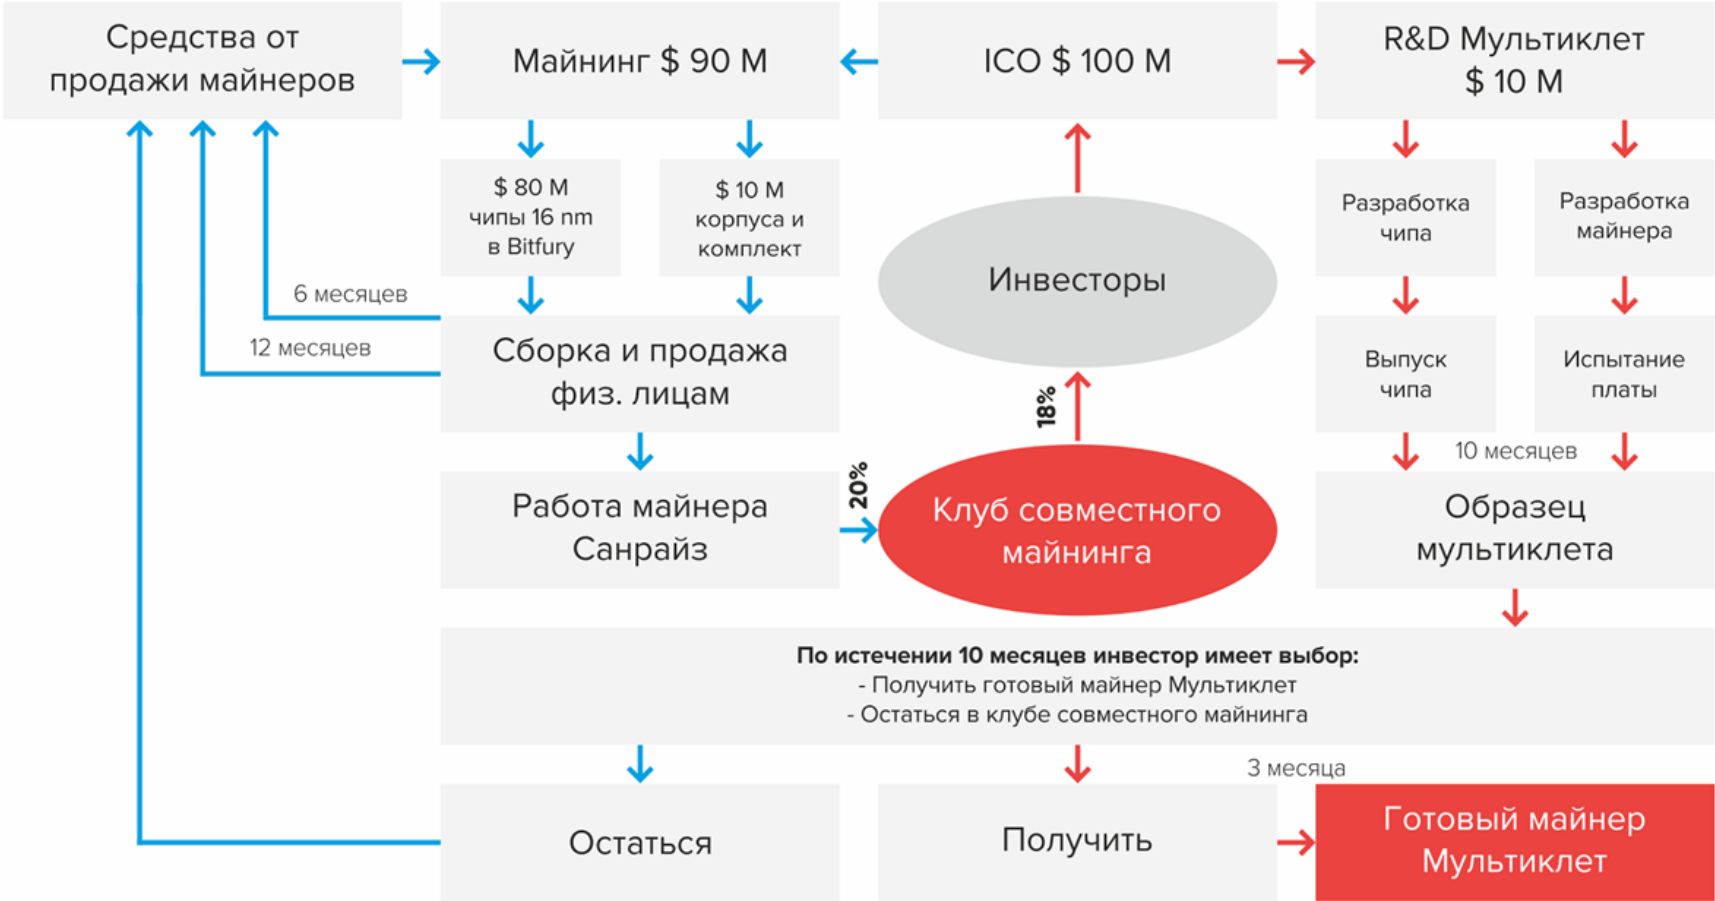 Средства от
продажи майнеров
Майнинг $ 90 М
ICO $ 100 М
R&D Мультиклет
$ 10 М
$ 80 М
чипы 16 nm
в Bitfury
$ 10 М
корпуса и
комплект
Инвесторы
Разработка
чипа
Разработка
майнера
6 месяцев
12 месяцев
Сборка и продажа
физ. лицам
18%
Выпуск
чипа
Испытание
платы
10 месяцев
Работа майнера
Санрайз
20%
Клуб совместного
майнинга
Образец
мультиклета
По истечении 10 месяцев инвестор имеет выбор:
- Получить готовый майнер Мультиклет
- Остаться в клубе совместного майнинга
3 месяца
Остаться
Получить
Готовый майнер
Мультиклет